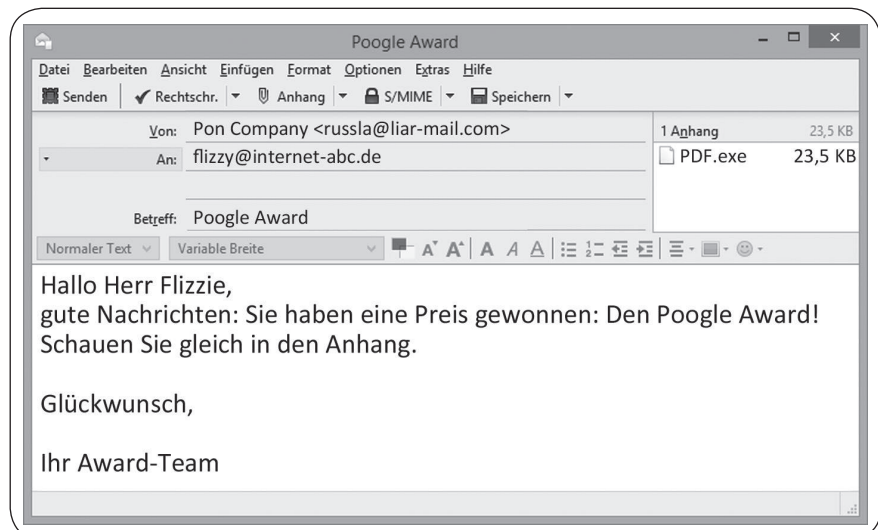 Poogle Award
Datei Bearbeiten Ansicht Einfügen Format Optionen Extras Hilfe
Senden Rechtschr. Anhang S/MIME Speichern
Von: Pon Company <russla@liar-mail.com>
1 Anhang 23,5 KB
An: flizzy@internet-abc.de
PDF.exe 23,5 KB
Betreff: Poogle Award
Normaler Text Variable Breite
Hallo Herr Flizzie,
gute Nachrichten: Sie haben eine Preis gewonnen: Den Poogle Award!
Schauen Sie gleich in den Anhang.
Glückwunsch,
Ihr Award-Team